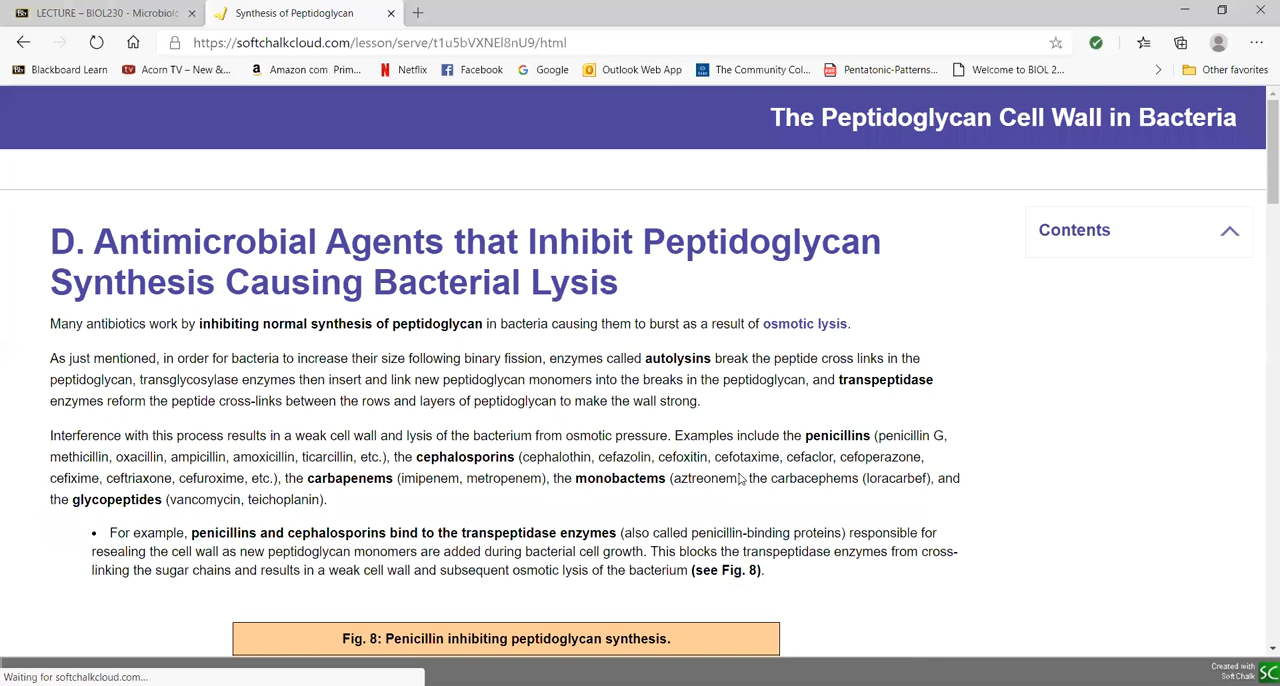 LECTURE – BIOL230 - Microbiolo
Synthesis of Peptidoglycan
https://softchalkcloud.com/lesson/serve/t1u5bVXNEl8nU9/html
Blackboard Learn
Acorn TV – New &...
Amazon com Prim...
Netflix
Facebook
Google
Outlook Web App
The Community Col...
Pentatonic-Patterns...
Welcome to BIOL 2...
Other favorites
The Peptidoglycan Cell Wall in Bacteria
Contents
D. Antimicrobial Agents that Inhibit Peptidoglycan
Synthesis Causing Bacterial Lysis
Many antibiotics work by inhibiting normal synthesis of peptidoglycan in bacteria causing them to burst as a result of osmotic lysis.
As just mentioned, in order for bacteria to increase their size following binary fission, enzymes called autolysins break the peptide cross links in the
peptidoglycan, transglycosylase enzymes then insert and link new peptidoglycan monomers into the breaks in the peptidoglycan, and transpeptidase
enzymes reform the peptide cross-links between the rows and layers of peptidoglycan to make the wall strong.
Interference with this process results in a weak cell wall and lysis of the bacterium from osmotic pressure. Examples include the penicillins (penicillin G,
methicillin, oxacillin, ampicillin, amoxicillin, ticarcillin, etc.), the cephalosporins (cephalothin, cefazolin, cefoxitin, cefotaxime, cefaclor, cefoperazone,
cefixime, ceftriaxone, cefuroxime, etc.), the carbapenems (imipenem, metropenem), the monobactems (aztreonem), the carbacephems (loracarbef), and
the glycopeptides (vancomycin, teichoplanin).
• For example, penicillins and cephalosporins bind to the transpeptidase enzymes (also called penicillin-binding proteins) responsible for
resealing the cell wall as new peptidoglycan monomers are added during bacterial cell growth. This blocks the transpeptidase enzymes from cross-
linking the sugar chains and results in a weak cell wall and subsequent osmotic lysis of the bacterium (see Fig. 8).
Fig. 8: Penicillin inhibiting peptidoglycan synthesis.
Waiting for softchalkcloud.com...
Created with
SoftChalk
SC